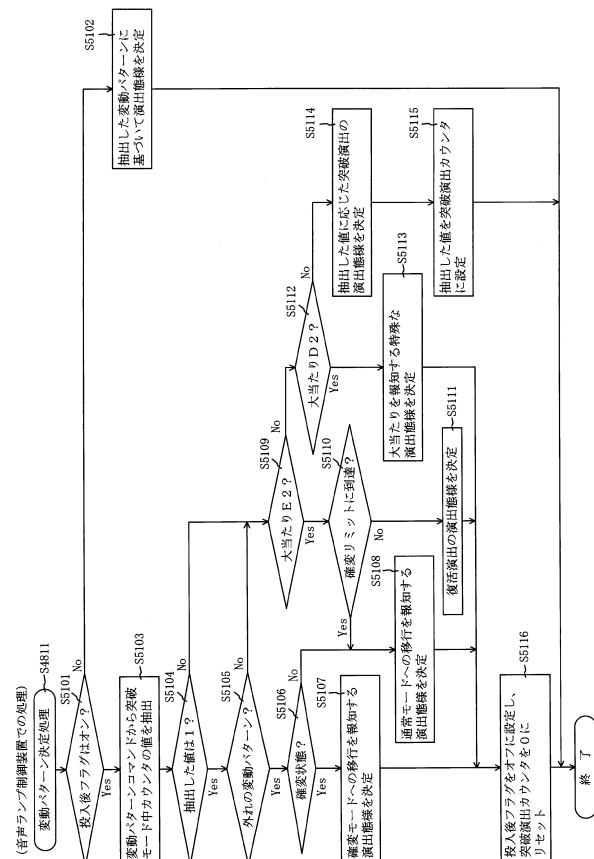 (音声ランプ制御装置での処理)
変動パターン決定処理
S4811
投入後フラグはオン?
S5101
Yes
No
抽出した変動パターンに
基づいて演出態様を決定
S5102
変動パターンコマンドから突破
モード中カウンタの値を抽出
S5103
抽出した値は1?
S5104
Yes
No
外れの変動パターン?
S5105
Yes
No
確変状態?
S5106
Yes
No
確変モードへの移行を報知する
演出態様を決定
S5107
通常モードへの移行を報知する
演出態様を決定
S5108
大当たりE2?
S5109
Yes
No
確変リミットに到達?
S5110
Yes
No
復活演出の演出態様を決定
S5111
大当たりD2?
S5112
Yes
No
大当たりを報知する特殊な
演出態様を決定
S5113
抽出した値に応じた突破演出の
演出態様を決定
S5114
抽出した値を突破演出カウンタ
に設定
S5115
投入後フラグをオフに設定し、
突破演出カウンタを0に
リセット
S5116
終了